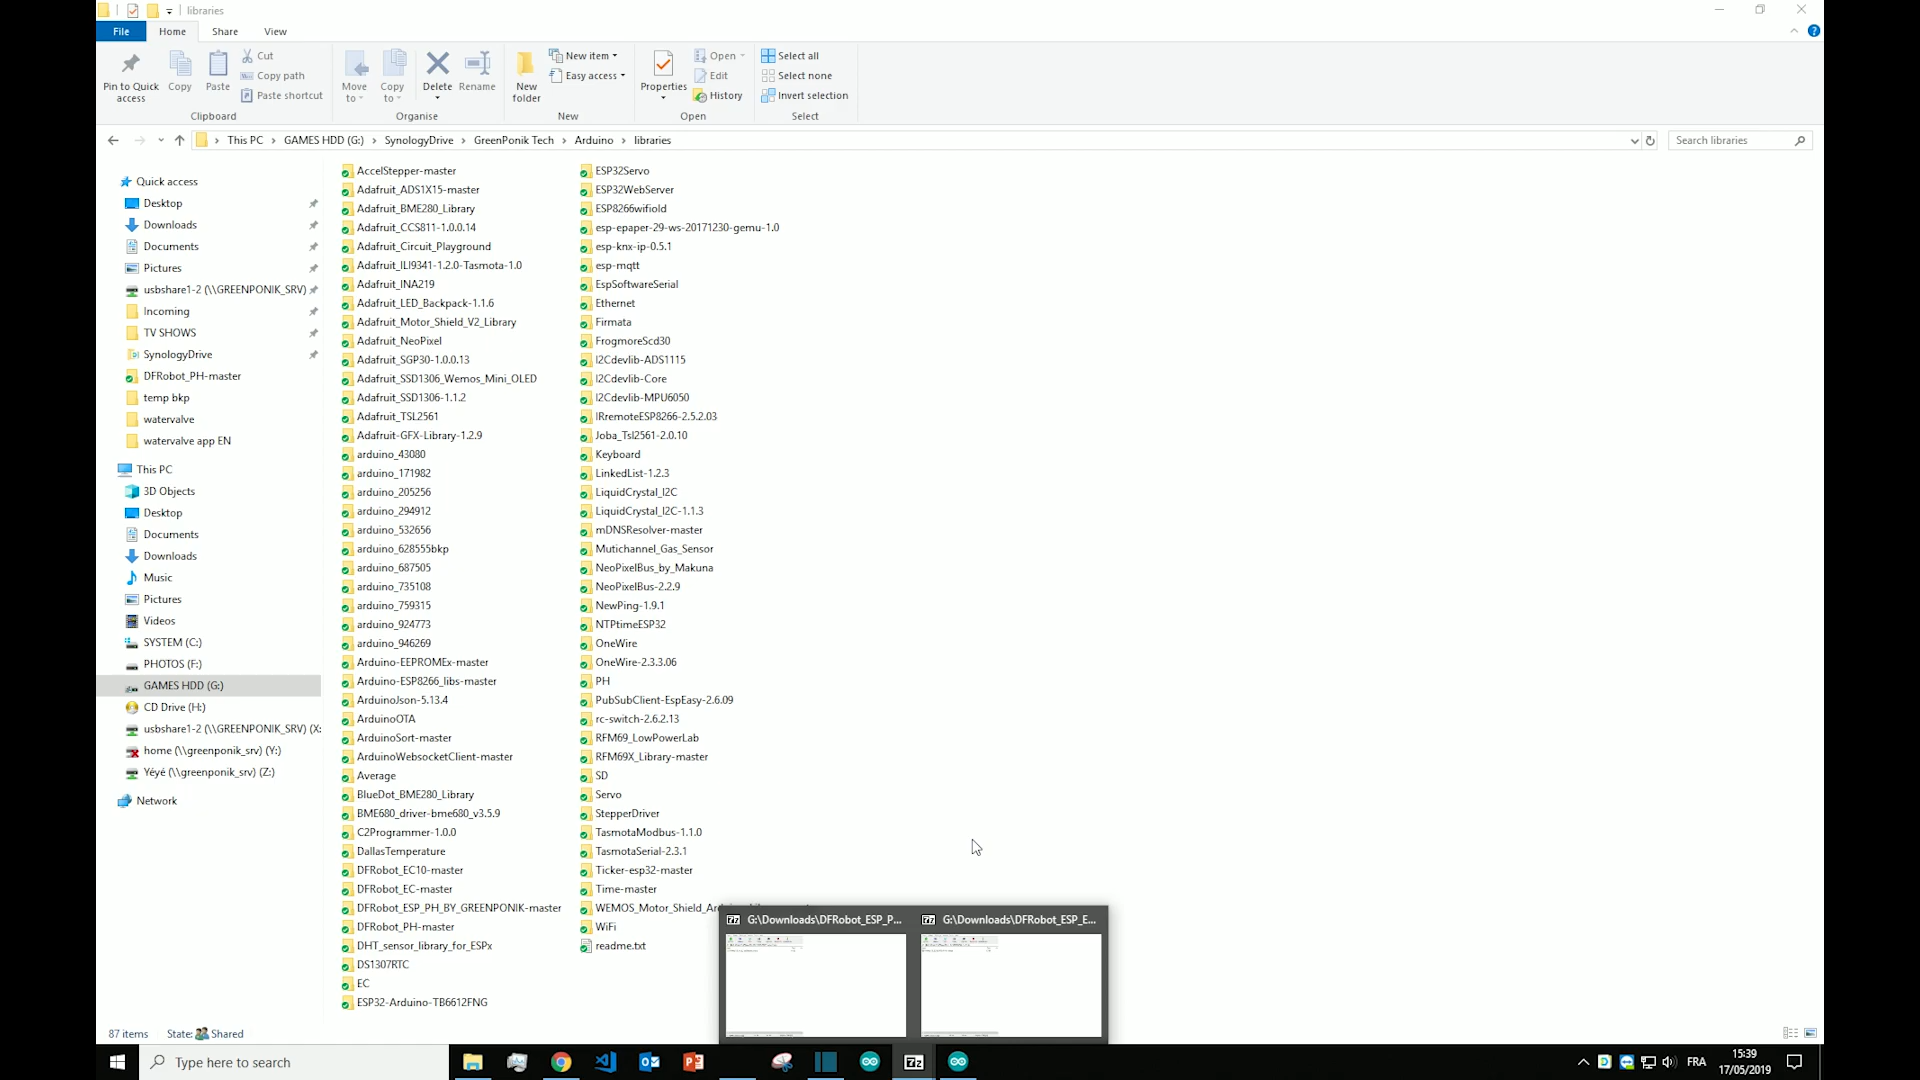 libraries
File
Home
Share
View
Pin to Quick access
Copy
Paste
Cut
Copy path
Paste shortcut
Clipboard
Move to
Copy to
Delete
Rename
Organise
New folder
New item
Easy access
New
Properties
Open
Edit
History
Open
Select all
Select none
Invert selection
Select
This PC > GAMES HDD (G:) > SynologyDrive > GreenPonik Tech > Arduino > libraries
Search libraries
Quick access
Desktop
Downloads
Documents
Pictures
usbshare1-2 (\\GREENPONIK_SRV)
Incoming
TV SHOWS
SynologyDrive
DFRobot_PH-master
temp bkp
watervalve
watervalve app EN
This PC
3D Objects
Desktop
Documents
Downloads
Music
Pictures
Videos
SYSTEM (C:)
PHOTOS (F:)
GAMES HDD (G:)
CD Drive (H:)
usbshare1-2 (\\GREENPONIK_SRV) (X:
home (\\greenponik_srv) (Y:)
Yéyé (\\greenponik_srv) (Z:)
Network
AccelStepper-master
Adafruit_ADS1X15-master
Adafruit_BME280_Library
Adafruit_CCS811-1.0.0.14
Adafruit_Circuit_Playground
Adafruit_ILI9341-1.2.0-Tasmota-1.0
Adafruit_INA219
Adafruit_LED_Backpack-1.1.6
Adafruit_Motor_Shield_V2_Library
Adafruit_NeoPixel
Adafruit_SGP30-1.0.0.13
Adafruit_SSD1306_Wemos_Mini_OLED
Adafruit_SSD1306-1.1.2
Adafruit_TSL2561
Adafruit-GFX-Library-1.2.9
arduino_43080
arduino_171982
arduino_205256
arduino_294912
arduino_532656
arduino_628555bkp
arduino_687505
arduino_735108
arduino_759315
arduino_924773
arduino_946269
Arduino-EEPROMEx-master
Arduino-ESP8266_libs-master
ArduinoJson-5.13.4
ArduinoOTA
ArduinoSort-master
ArduinoWebsocketClient-master
Average
BlueDot_BME280_Library
BME680_driver-bme680_v3.5.9
C2Programmer-1.0.0
DallasTemperature
DFRobot_EC10-master
DFRobot_EC-master
DFRobot_ESP_PH_BY_GREENPONIK-master
DFRobot_PH-master
DHT_sensor_library_for_ESPx
DS1307RTC
EC
ESP32-Arduino-TB6612FNG
ESP32Servo
ESP32WebServer
ESP8266wifiold
esp-epaper-29-ws-20171230-gemu-1.0
esp-knx-ip-0.5.1
esp-mqtt
EspSoftwareSerial
Ethernet
Firmata
FrogmoreScd30
I2Cdevlib-ADS1115
I2Cdevlib-Core
I2Cdevlib-MPU6050
IRremoteESP8266-2.5.2.03
Joba_Tsl2561-2.0.10
Keyboard
LinkedList-1.2.3
LiquidCrystal_I2C
LiquidCrystal_I2C-1.1.3
mDNSResolver-master
Mutichannel_Gas_Sensor
NeoPixelBus_by_Makuna
NeoPixelBus-2.2.9
NewPing-1.9.1
NTPtimeESP32
OneWire
OneWire-2.3.3.06
PH
PubSubClient-EspEasy-2.6.09
rc-switch-2.6.2.13
RFM69_LowPowerLab
RFM69X_Library-master
SD
Servo
StepperDriver
TasmotaModbus-1.1.0
TasmotaSerial-2.3.1
Ticker-esp32-master
Time-master
WEMOS_Motor_Shield_Ar
WiFi
readme.txt
G:\Downloads\DFRobot_ESP_P...
G:\Downloads\DFRobot_ESP_E...
87 items
State: Shared
Type here to search
FRA
15:39
17/05/2019